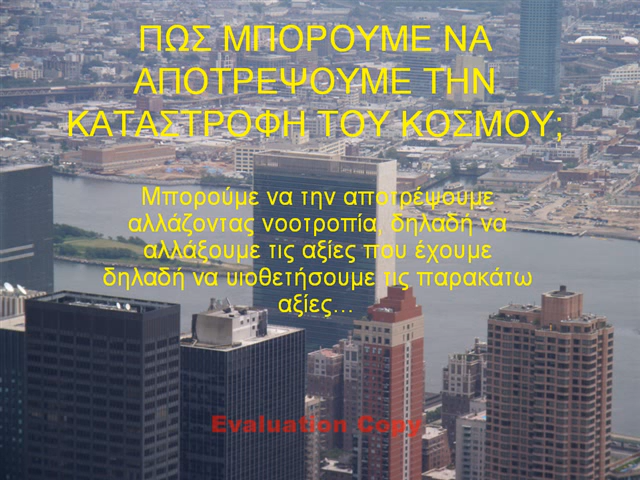 ΠΩΣ ΜΠΟΡΟΥΜΕ ΝΑ
ΑΠΟΤΡΕΨΟΥΜΕ ΤΗΝ
ΚΑΤΑΣΤΡΟΦΗ ΤΟΥ ΚΟΣΜΟΥ;
Μπορούμε να την αποτρέψουμε
αλλάζοντας νοοτροπία, δηλαδή να
αλλάξουμε τις αξίες που έχουμε
δηλαδή να υιοθετήσουμε τις παρακάτω
αξίες…
Evaluation Copy